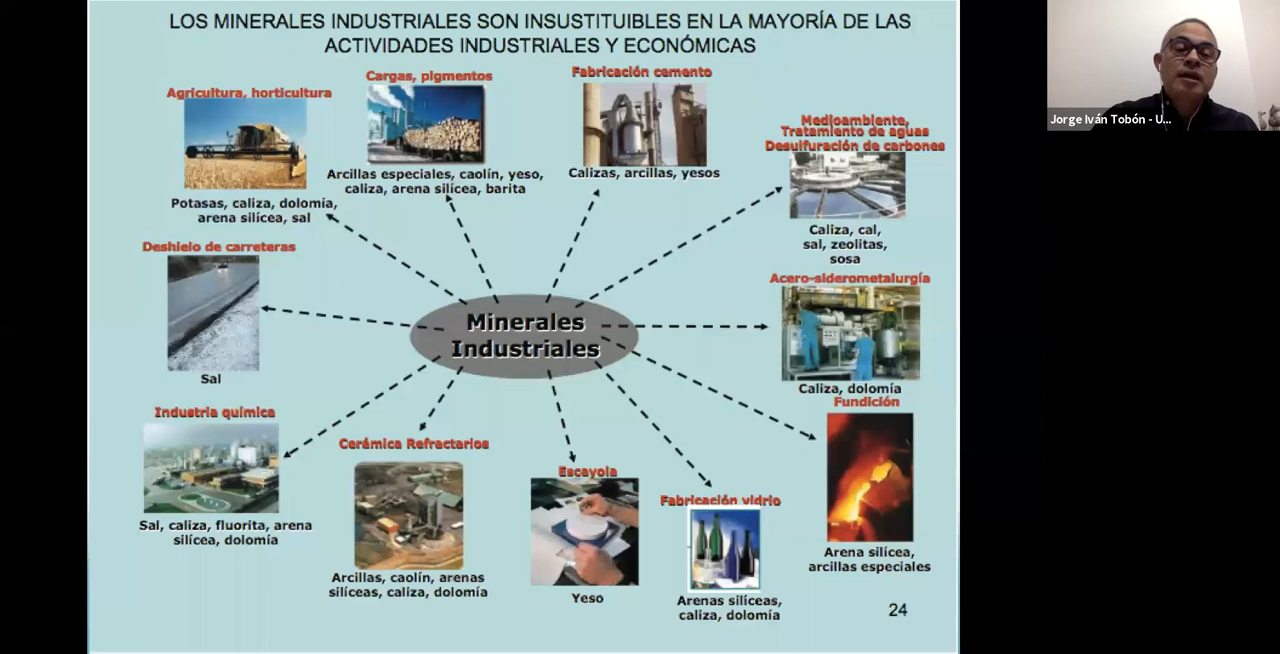 LOS MINERALES INDUSTRIALES SON INSUSTITUIBLES EN LA MAYORÍA DE LAS
ACTIVIDADES INDUSTRIALES Y ECONÓMICAS
Agricultura, horticultura
Potasas, caliza, dolomía,
arena silícea, sal
Cargas, pigmentos
Arcillas especiales, caolín, yeso,
caliza, arena silícea, barita
Fabricación cemento
Calizas, arcillas, yesos
Medioambiente,
Tratamiento de aguas
Desulfuración de carbones
Caliza, cal,
sal, zeolitas,
sosa
Deshielo de carreteras
Sal
Minerales
Industriales
Acero-siderometalurgía
Caliza, dolomía
Fundición
Arena silícea,
arcillas especiales
Industria química
Sal, caliza, fluorita, arena
silícea, dolomía
Cerámica Refractarios
Arcillas, caolín, arenas
silíceas, caliza, dolomía
Escayola
Yeso
Fabricación vidrio
Arenas silíceas,
caliza, dolomía
24
Jorge Iván Tobón - U...